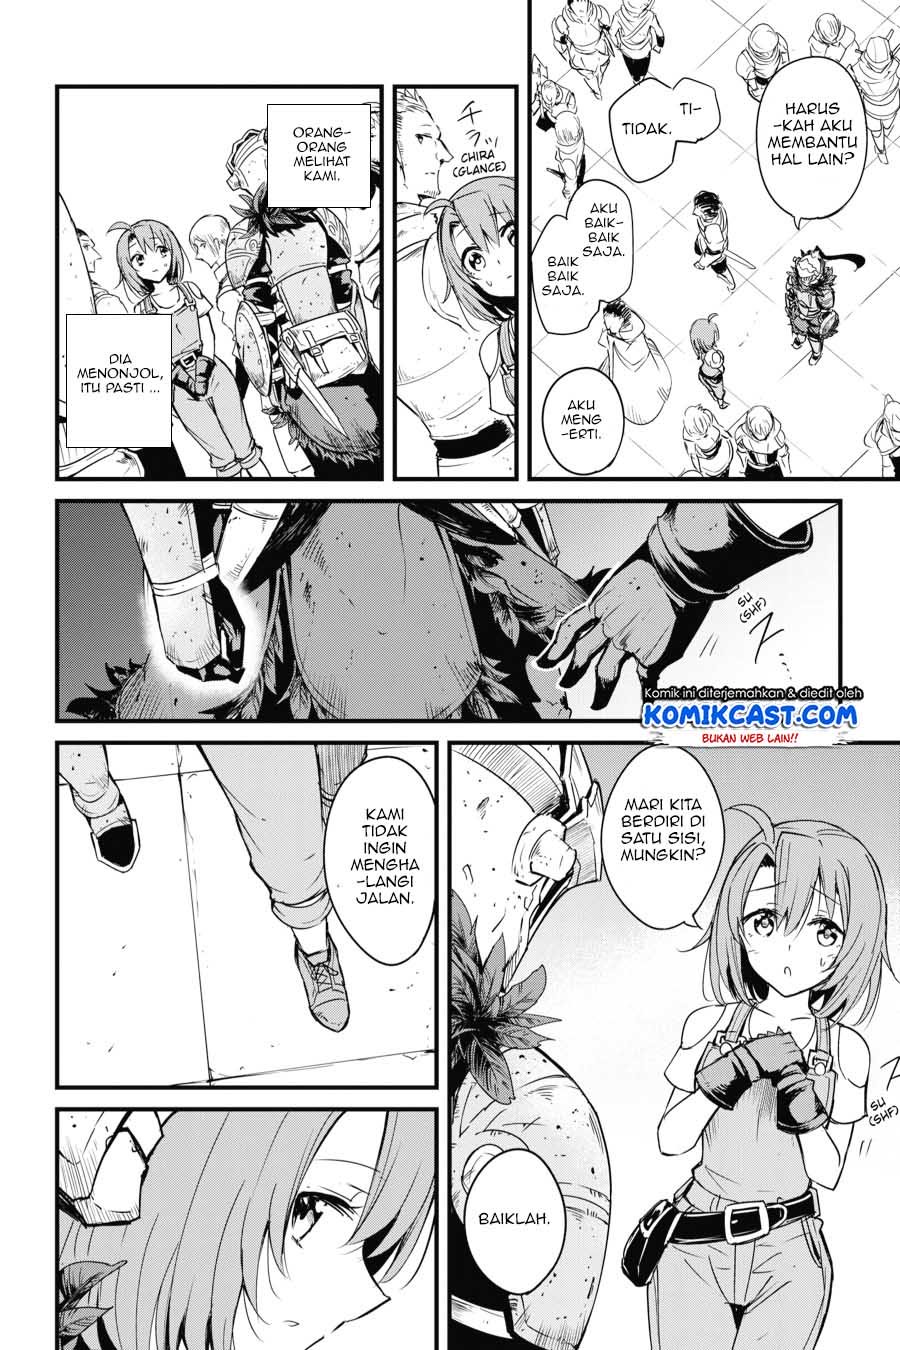 HARUS
-KAH AKU
MEMBANTU
HAL LAIN?
TI-
TIDAK.
AKU
BAIK-
BAIK
SAJA.
BAIK
BAIK
SAJA.
AKU
MENG
-ERTI.
チラッ
CHIRA
(GLANCE)
ORANG-
ORANG
MELIHAT
KAMI.
DIA
MENONJOL,
ITU PASTI ...
SU
(SHF)
ス
Komik ini diterjemahkan & diedit oleh
KOMIKCAST.COM
BUKAN WEB LAIN!!
MARI KITA
BERDIRI DI
SATU SISI,
MUNGKIN?
SU
(SHF)
BAIKLAH.
KAMI
TIDAK
INGIN
MENGHA
-LANGI
JALAN.